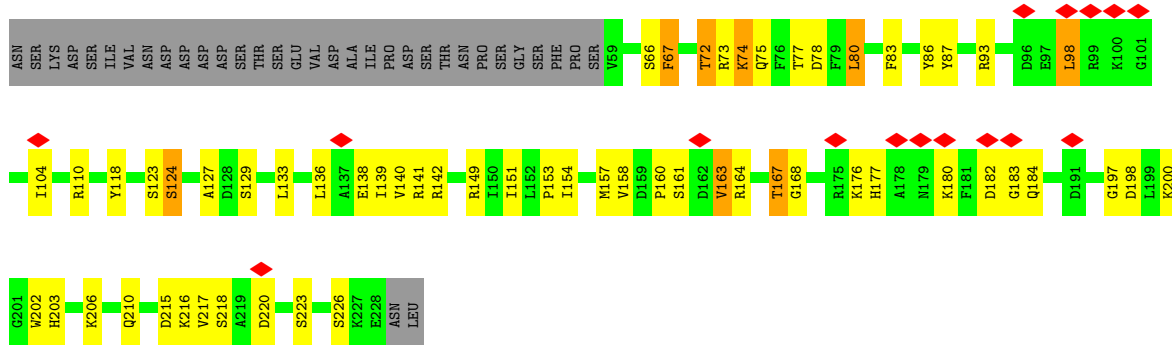 ASN SER LYS ASP SER ILE VAL ASN ASP ASP ASP ASP SER THR SER GLU VAL ASP ALA ILE PRO ASP SER THR ASN PRO SER GLY SER PHE PRO SER V59 S66 F67 T72 R73 K74 Q75 F76 T77 D78 F79 L80 F83 Y86 Y87 R93 D96 E97 L98 R99 K100 G101
I104 R110 Y118 S123 S124 A127 D128 S129 L133 L136 A137 E138 I139 V140 R141 R142 R149 I150 I151 L152 P153 I154 M157 V158 D159 P160 S161 D162 V163 R164 T167 G168 R175 K176 H177 A178 N179 K180 F181 D182 G183 Q184 D191 G197 D198 L199 K200
G201 W202 H203 K206 Q210 D215 K216 V217 S218 A219 D220 S223 S226 K227 E228 ASN LEU